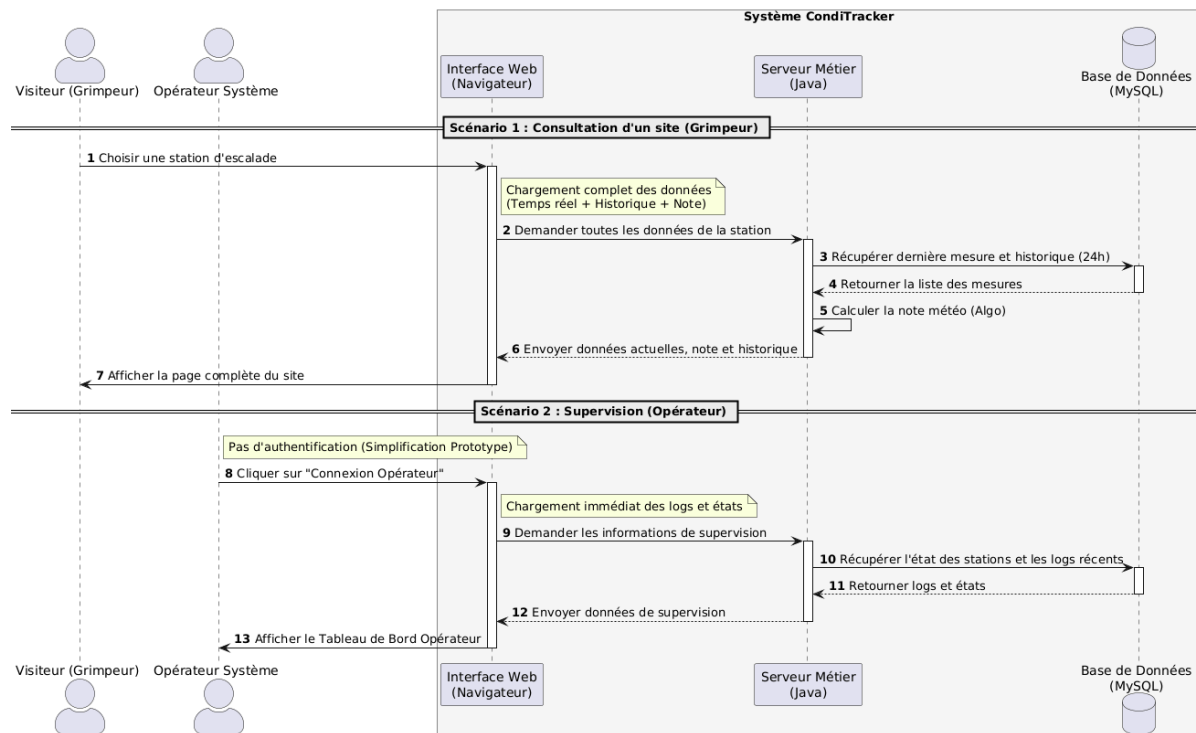 Système CondiTracker
Visiteur (Grimpeur)
Opérateur Système
Interface Web
(Navigateur)
Serveur Métier
(Java)
Base de Données
(MySQL)
Scénario 1 : Consultation d'un site (Grimpeur)
1 Choisir une station d'escalade
Chargement complet des données
(Temps réel + Historique + Note)
2 Demander toutes les données de la station
3 Récupérer dernière mesure et historique (24h)
4 Retourner la liste des mesures
5 Calculer la note météo (Algo)
6 Envoyer données actuelles, note et historique
7 Afficher la page complète du site
Scénario 2 : Supervision (Opérateur)
Pas d'authentification (Simplification Prototype)
8 Cliquer sur "Connexion Opérateur"
Chargement immédiat des logs et états
9 Demander les informations de supervision
10 Récupérer l'état des stations et les logs récents
11 Retourner logs et états
12 Envoyer données de supervision
13 Afficher le Tableau de Bord Opérateur
Visiteur (Grimpeur)
Opérateur Système
Interface Web
(Navigateur)
Serveur Métier
(Java)
Base de Données
(MySQL)